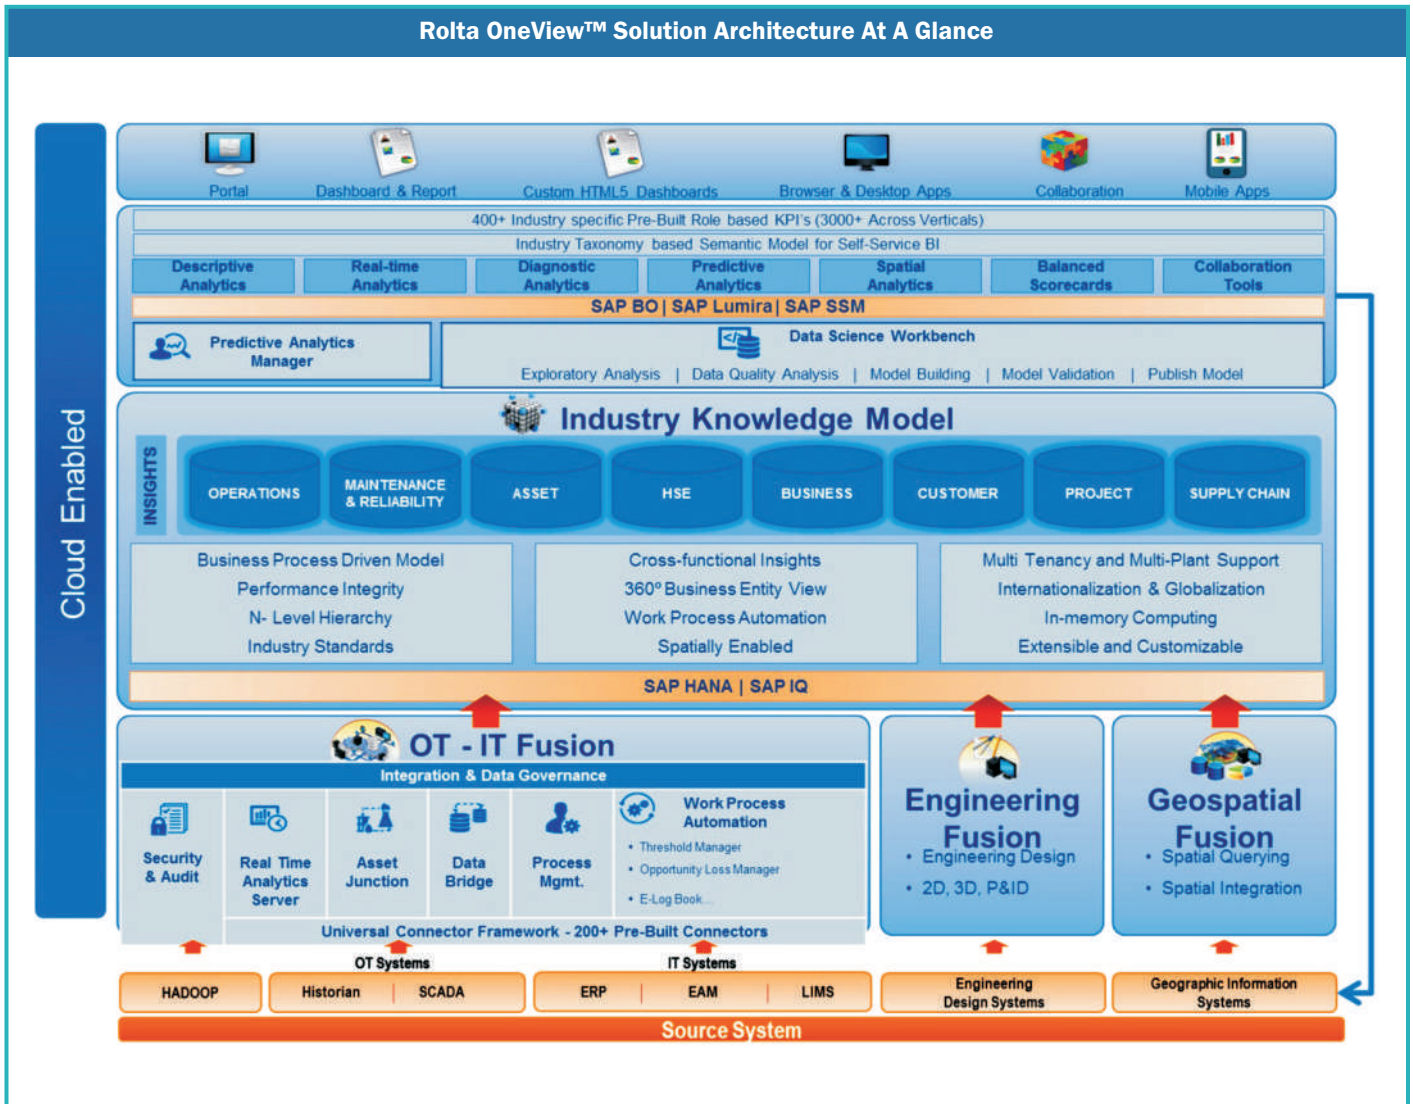 Rolta OneView™ Solution Architecture At A Glance
Cloud Enabled
Portal
Dashboard & Report
Custom HTML5 Dashboards
Browser & Desktop Apps
Collaboration
Mobile Apps
400+ Industry specific Pre-Built Role based KPI's (3000+ Across Verticals)
Industry Taxonomy based Semantic Model for Self-Service BI
Descriptive
Analytics
Real-time
Analytics
Diagnostic
Analytics
Predictive
Analytics
Spatial
Analytics
Balanced
Scorecards
Collaboration
Tools
SAP BO | SAP Lumira | SAP SSM
Predictive Analytics
Manager
Data Science Workbench
Exploratory Analysis | Data Quality Analysis | Model Building | Model Validation | Publish Model
Industry Knowledge Model
INSIGHTS
OPERATIONS
MAINTENANCE
& RELIABILITY
ASSET
HSE
BUSINESS
CUSTOMER
PROJECT
SUPPLY CHAIN
Business Process Driven Model
Performance Integrity
N- Level Hierarchy
Industry Standards
Cross-functional Insights
360º Business Entity View
Work Process Automation
Spatially Enabled
Multi Tenancy and Multi-Plant Support
Internationalization & Globalization
In-memory Computing
Extensible and Customizable
SAP HANA | SAP IQ
OT - IT Fusion
Integration & Data Governance
Security
& Audit
Real Time
Analytics
Server
Asset
Junction
Data
Bridge
Process
Mgmt.
Work Process
Automation
• Threshold Manager
• Opportunity Loss Manager
• E-Log Book...
Universal Connector Framework - 200+ Pre-Built Connectors
Engineering
Fusion
• Engineering Design
• 2D, 3D, P&ID
Geospatial
Fusion
• Spatial Querying
• Spatial Integration
OT Systems
IT Systems
HADOOP
Historian | SCADA
ERP | EAM | LIMS
Engineering
Design Systems
Geographic Information
Systems
Source System